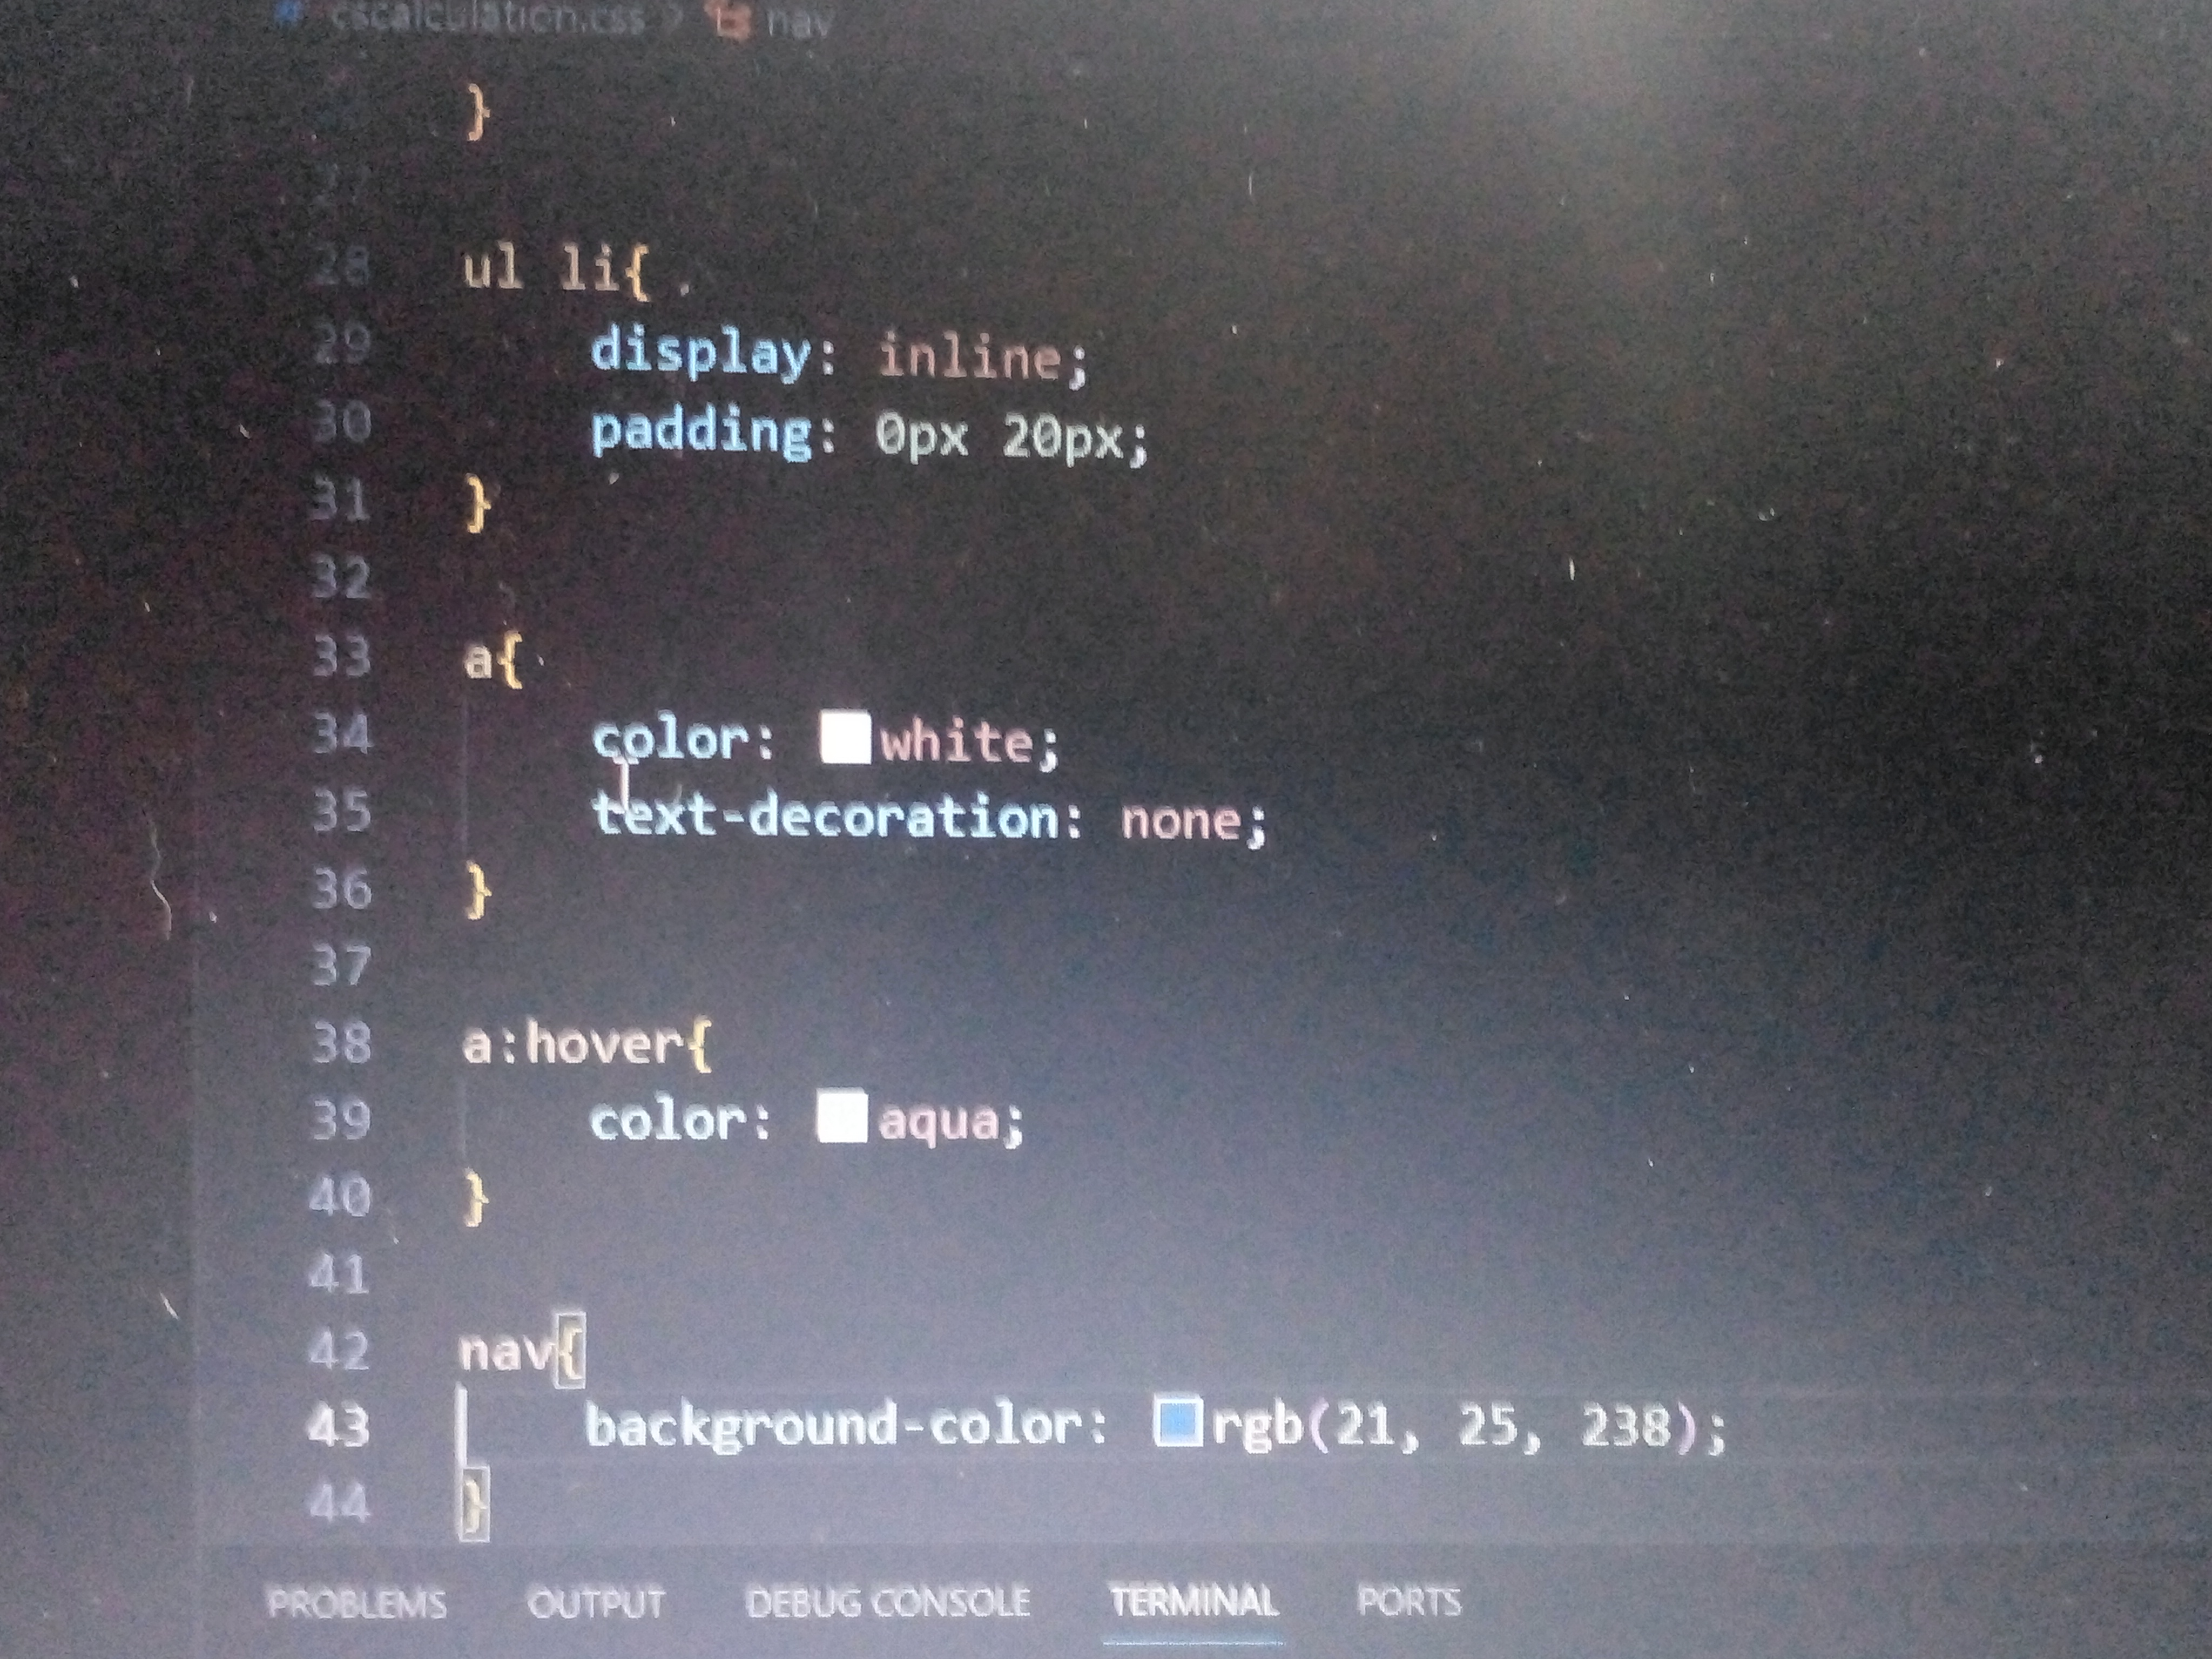 # cscalculation.css > nav
}
27
28 ul li{
29 display: inline;
30 padding: 0px 20px;
31 }
32
33 a{
34 color: white;
35 text-decoration: none;
36 }
37
38 a:hover{
39 color: aqua;
40 }
41
42 nav{
43 background-color: rgb(21, 25, 238);
44 }
PROBLEMS OUTPUT DEBUG CONSOLE TERMINAL PORTS